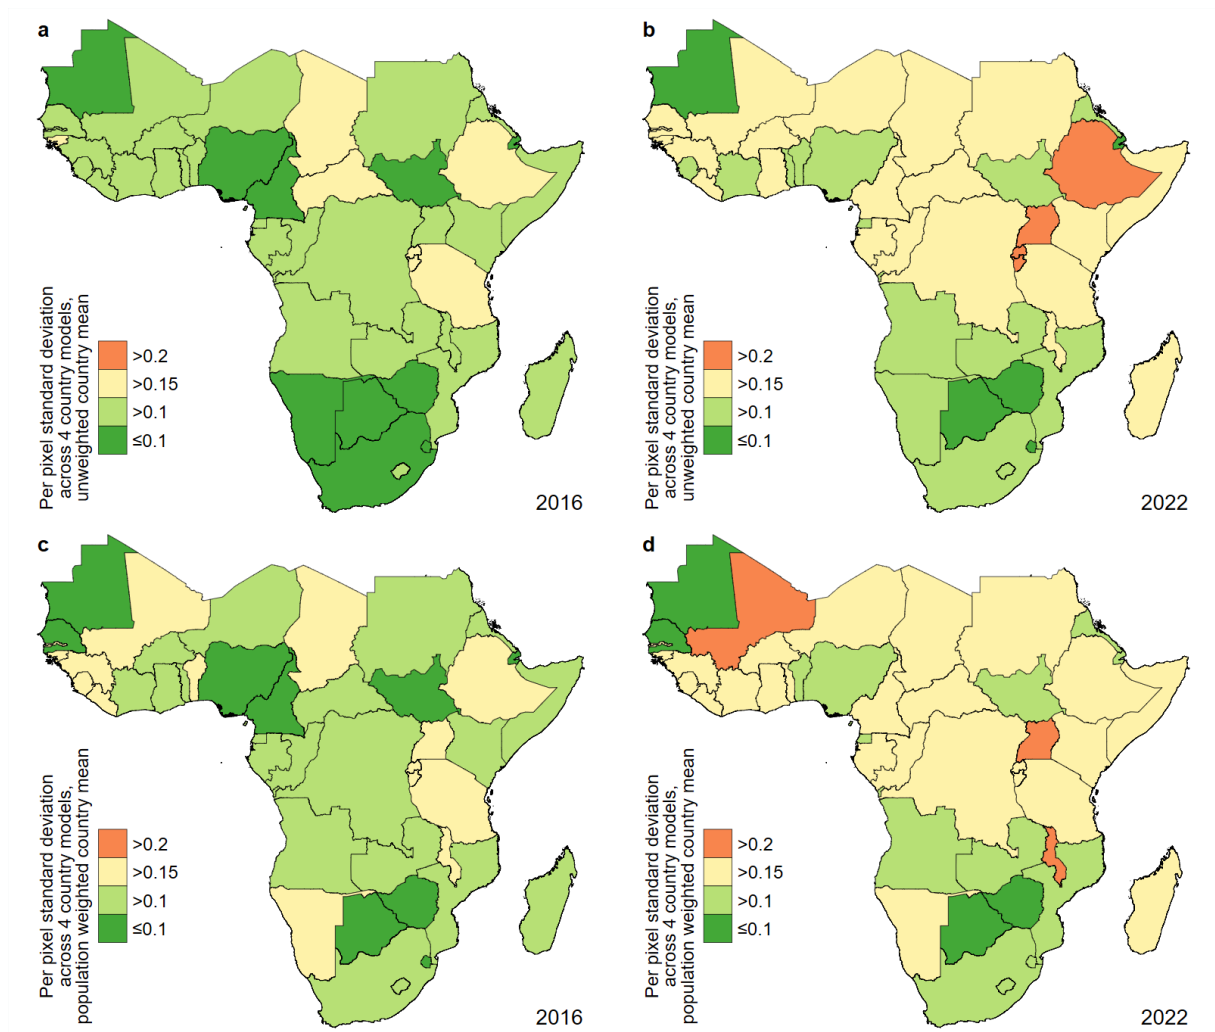 a
Per pixel standard deviation
across 4 country models,
unweighted country mean
>0.2
>0.15
>0.1
≤0.1
2016
b
Per pixel standard deviation
across 4 country models,
unweighted country mean
>0.2
>0.15
>0.1
≤0.1
2022
c
Per pixel standard deviation
across 4 country models,
population weighted country mean
>0.2
>0.15
>0.1
≤0.1
2016
d
Per pixel standard deviation
across 4 country models,
population weighted country mean
>0.2
>0.15
>0.1
≤0.1
2022